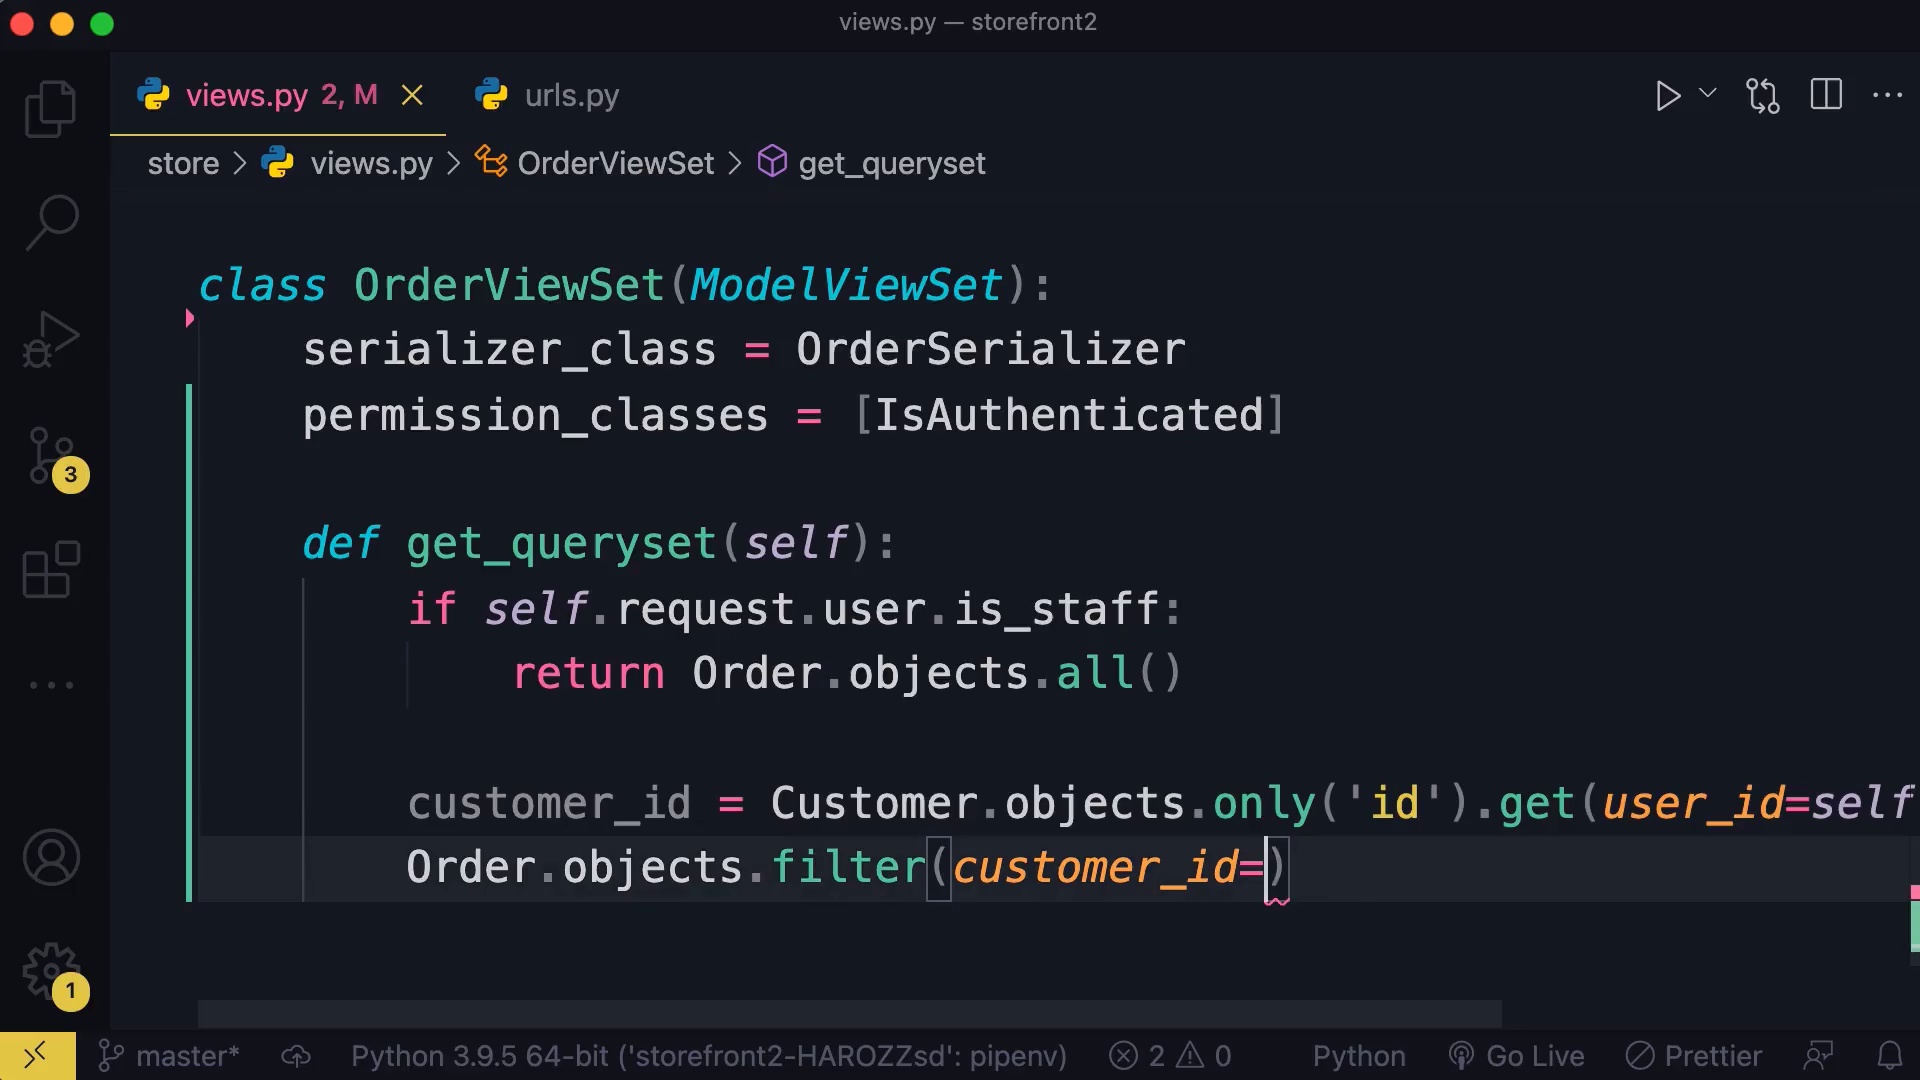 views.py — storefront2
views.py 2, M
urls.py
store > views.py > OrderViewSet > get_queryset
class OrderViewSet(ModelViewSet):
    serializer_class = OrderSerializer
    permission_classes = [IsAuthenticated]
    def get_queryset(self):
        if self.request.user.is_staff:
            return Order.objects.all()
        customer_id = Customer.objects.only('id').get(user_id=self
        Order.objects.filter(customer_id=)
3
1
master* Python 3.9.5 64-bit ('storefront2-HAROZZsd': pipenv) 2 0 Python Go Live Prettier